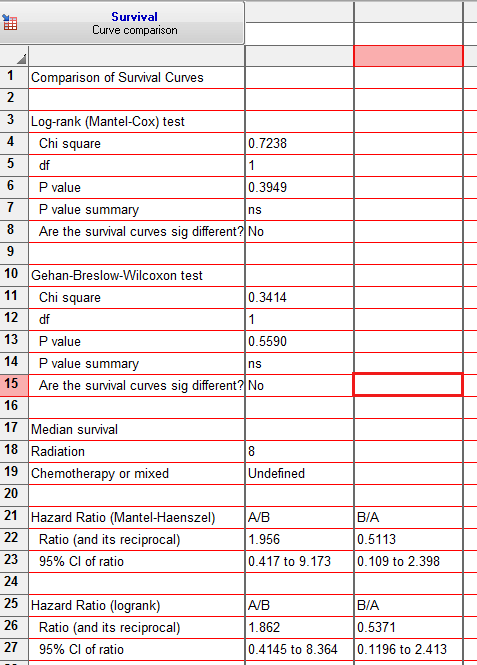 Survival
Curve comparison
1 Comparison of Survival Curves
2
3 Log-rank (Mantel-Cox) test
4 Chi square 0.7238
5 df 1
6 P value 0.3949
7 P value summary ns
8 Are the survival curves sig different? No
9
10 Gehan-Breslow-Wilcoxon test
11 Chi square 0.3414
12 df 1
13 P value 0.5590
14 P value summary ns
15 Are the survival curves sig different? No
16
17 Median survival
18 Radiation 8
19 Chemotherapy or mixed Undefined
20
21 Hazard Ratio (Mantel-Haenszel) A/B B/A
22 Ratio (and its reciprocal) 1.956 0.5113
23 95% CI of ratio 0.417 to 9.173 0.109 to 2.398
24
25 Hazard Ratio (logrank) A/B B/A
26 Ratio (and its reciprocal) 1.862 0.5371
27 95% CI of ratio 0.4145 to 8.364 0.1196 to 2.413